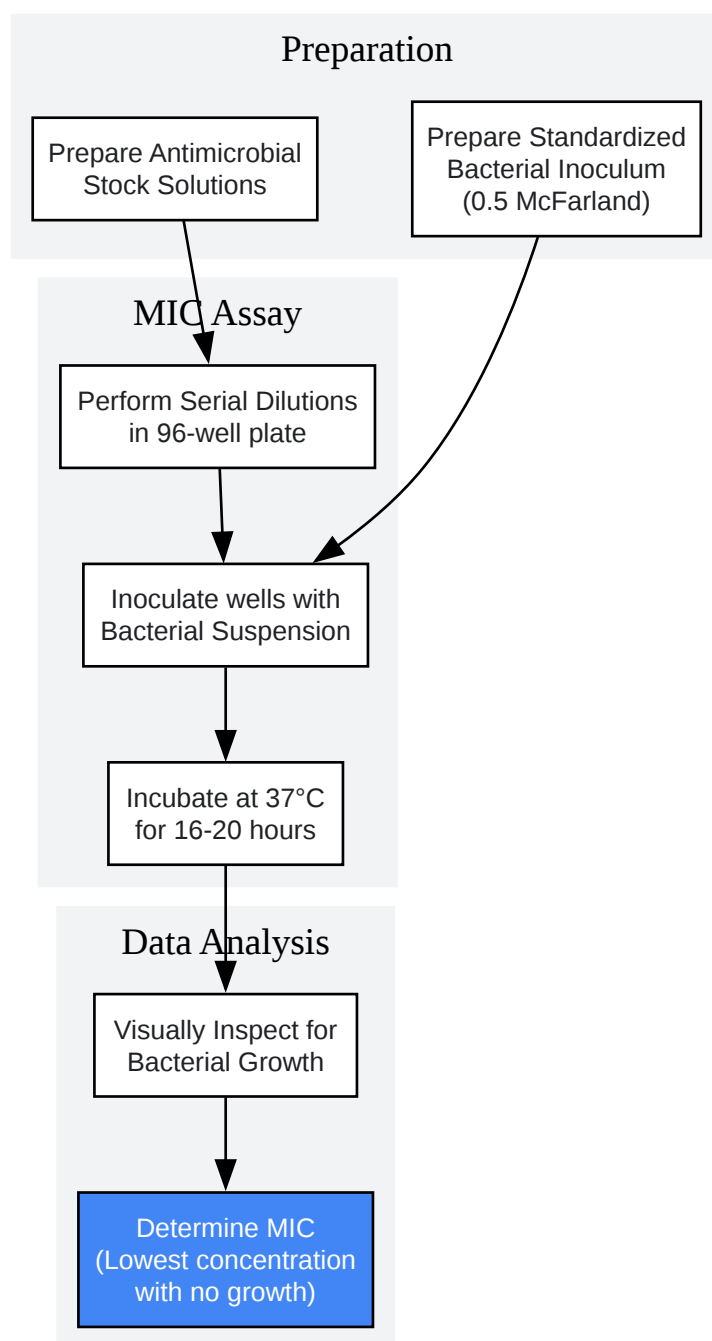 Preparation
Prepare Antimicrobial
Stock Solutions
Prepare Standardized
Bacterial Inoculum
(0.5 McFarland)
MIC Assay
Perform Serial Dilutions
in 96-well plate
Inoculate wells with
Bacterial Suspension
Incubate at 37°C
for 16-20 hours
Data Analysis
Visually Inspect for
Bacterial Growth
Determine MIC
(Lowest concentration
with no growth)